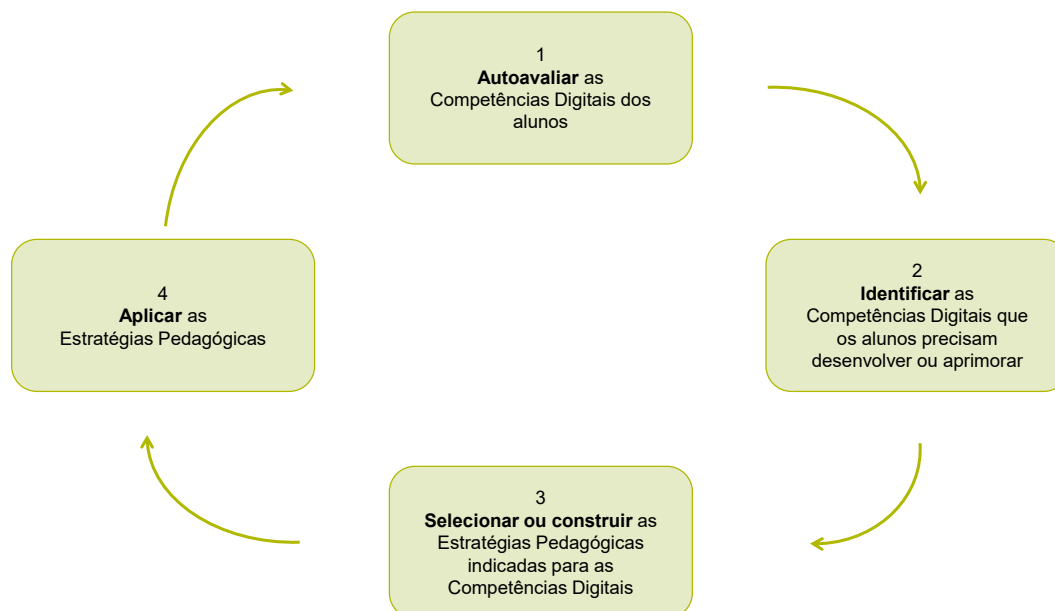 1
Autoavaliar as
Competências Digitais dos
alunos
2
Identificar as
Competências Digitais que
os alunos precisam
desenvolver ou aprimorar
3
Selecionar ou construir as
Estratégias Pedagógicas
indicadas para as
Competências Digitais
4
Aplicar as
Estratégias Pedagógicas